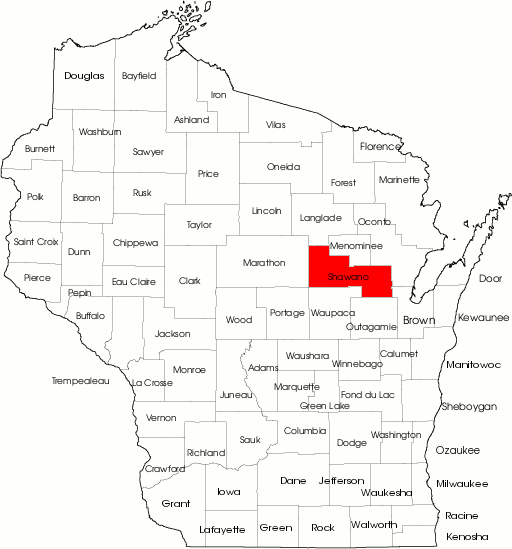 Douglas
Bayfield
Iron
Ashland
Vilas
Washburn
Burnett
Sawyer
Florence
Price
Oneida
Forest
Marinette
Polk
Barron
Rusk
Taylor
Lincoln
Langlade
Oconto
Saint Croix
Dunn
Chippewa
Menominee
Marathon
Shawano
Pierce
Eau Claire
Clark
Door
Pepin
Buffalo
Jackson
Wood
Portage
Waupaca
Outagamie
Brown
Kewaunee
Trempealeau
La Crosse
Monroe
Juneau
Adams
Waushara
Winnebago
Calumet
Manitowoc
Marquette
Green Lake
Fond du Lac
Sheboygan
Vernon
Richland
Sauk
Columbia
Dodge
Washington
Ozaukee
Crawford
Grant
Iowa
Dane
Jefferson
Waukesha
Milwaukee
Lafayette
Green
Rock
Walworth
Racine
Kenosha